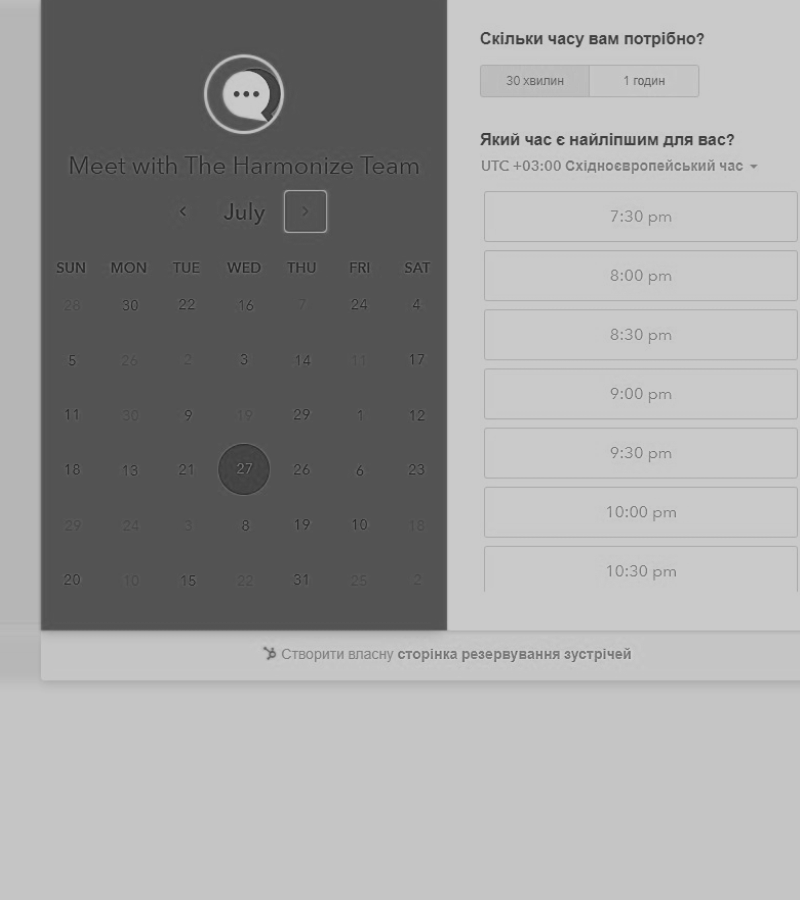 Meet with The Harmonize Team
July
SUN MON TUE WED THU FRI SAT
28 30 22 16 7 24 4
5 26 2 3 14 11 17
11 30 9 19 29 1 12
18 13 21 27 26 6 23
29 24 3 8 19 10 18
20 10 15 22 31 25 2
Скільки часу вам потрібно?
30 хвилин 1 годин
Який час є найліпшим для вас?
UTC +03:00 Східноєвропейський час
7:30 pm
8:00 pm
8:30 pm
9:00 pm
9:30 pm
10:00 pm
10:30 pm
Створити власну сторінка резервування зустрічей